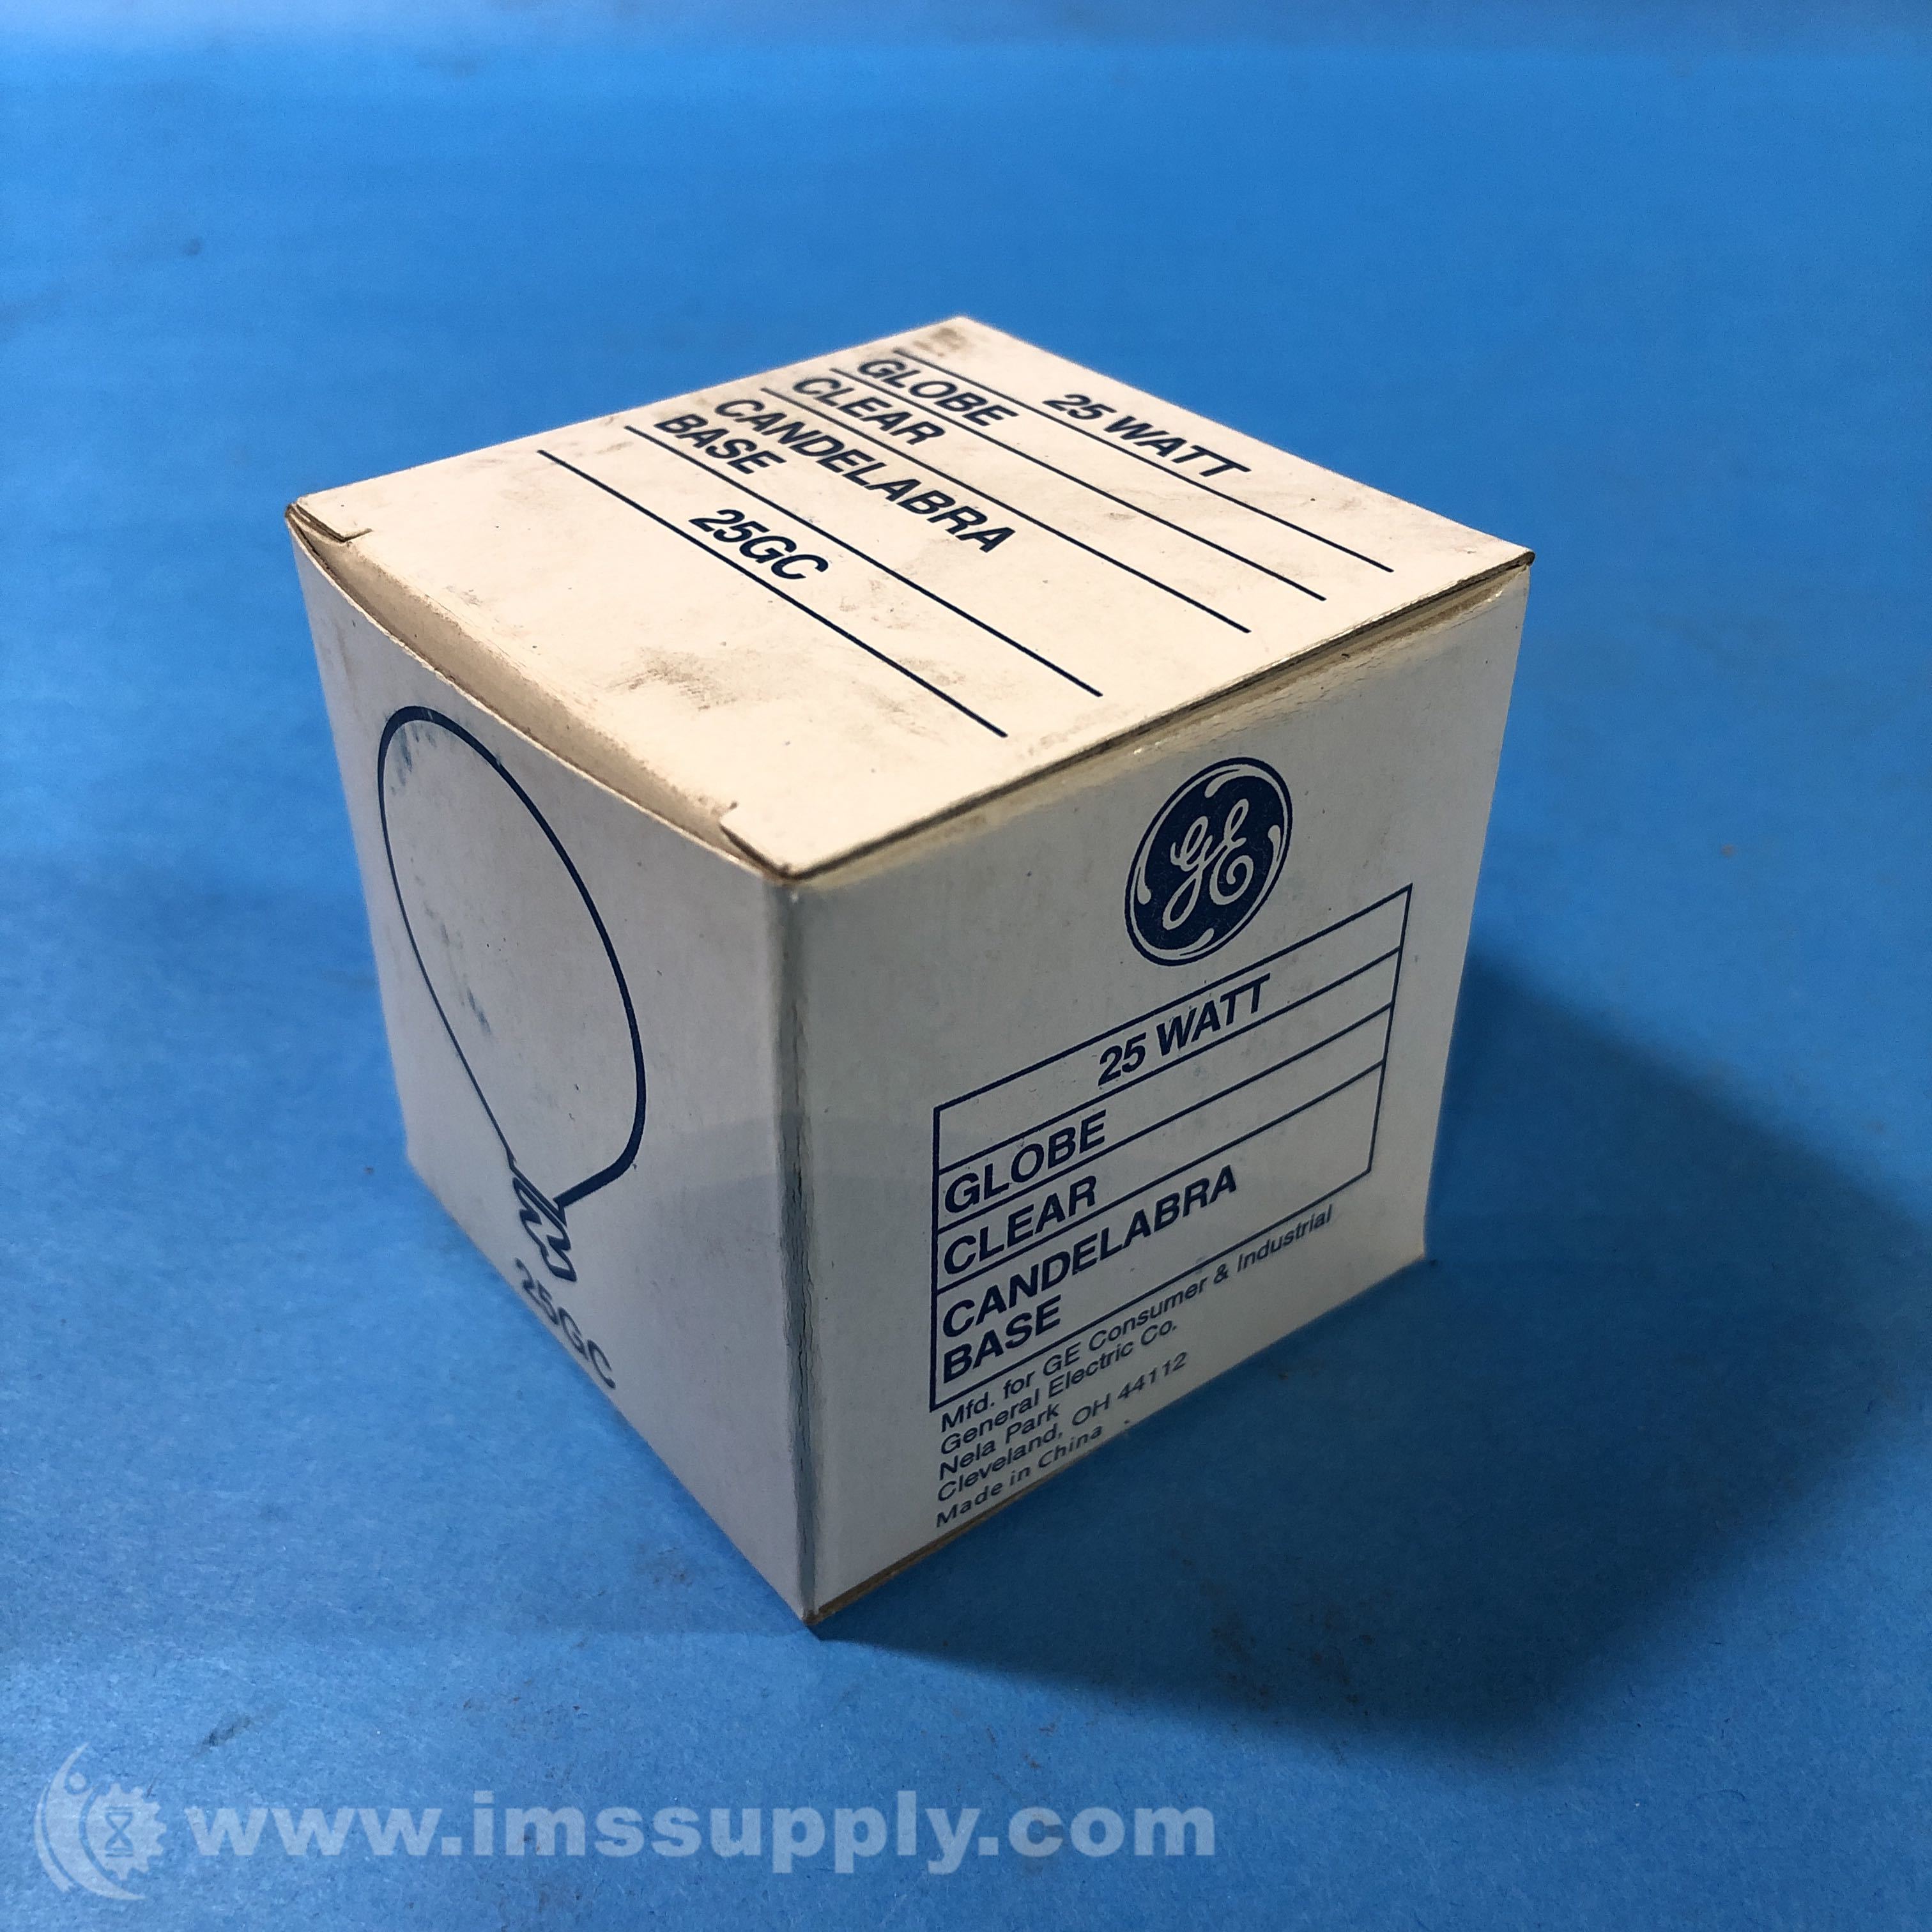 25 WATT
GLOBE
CLEAR
CANDELABRA
BASE
25GC
25GC
GE
25 WATT
GLOBE
CLEAR
CANDELABRA
BASE
Mfd. for GE Consumer & Industrial
General Electric Co.
Nela Park
Cleveland, OH 44112
Made in China
www.imssupply.com